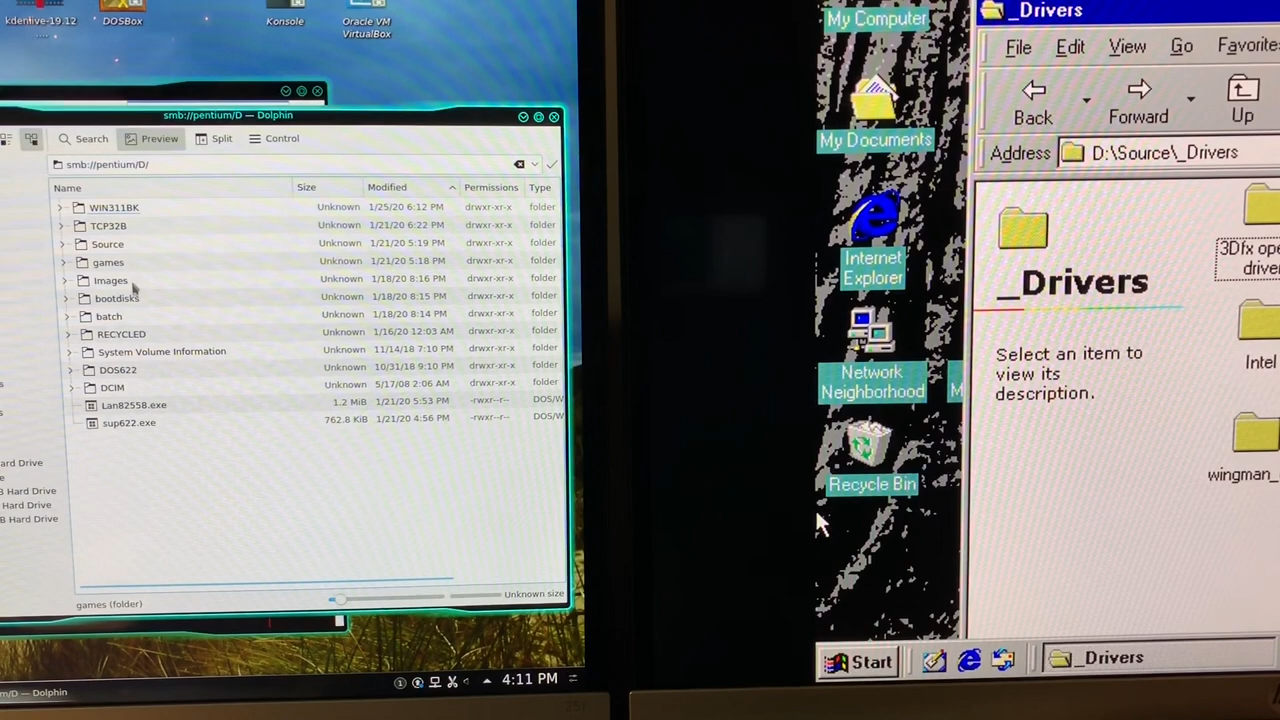 kdentive-19.12
....
DOSBox
Konsole
Oracle VM
VirtualBox
smb://pentium/D — Dolphin
Search
Preview
Split
Control
smb://pentium/D/
Name Size Modified Permissions Type
WIN311BK Unknown 1/25/20 6:12 PM drwxr-xr-x folder
TCP32B Unknown 1/21/20 6:22 PM drwxr-xr-x folder
Source Unknown 1/21/20 5:19 PM drwxr-xr-x folder
games Unknown 1/21/20 5:18 PM drwxr-xr-x folder
Images Unknown 1/18/20 8:16 PM drwxr-xr-x folder
bootdisks Unknown 1/18/20 8:15 PM drwxr-xr-x folder
batch Unknown 1/18/20 8:14 PM drwxr-xr-x folder
RECYCLED Unknown 1/16/20 12:03 AM drwxr-xr-x folder
System Volume Information Unknown 11/14/18 7:10 PM drwxr-xr-x folder
DOS622 Unknown 10/31/18 9:10 PM drwxr-xr-x folder
DCIM Unknown 5/17/08 2:06 AM drwxr-xr-x folder
Lan82558.exe 1.2 MiB 1/21/20 5:53 PM -rwxr--r-- DOS/W
sup622.exe 762.8 KiB 1/21/20 4:56 PM -rwxr--r-- DOS/W
ard Drive
e
B Hard Drive
Hard Drive
B Hard Drive
games (folder)
Unknown size
m/D — Dolphin
4:11 PM
My Computer
My Documents
Internet
Explorer
Network
Neighborhood
M
Recycle Bin
Start
_Drivers
_Drivers
File Edit View Go Favorite
Back
Forward
Up
Address D:\Source\_Drivers
_Drivers
Select an item to
view its
description.
3Dfx ope
drive
Intel
wingman_